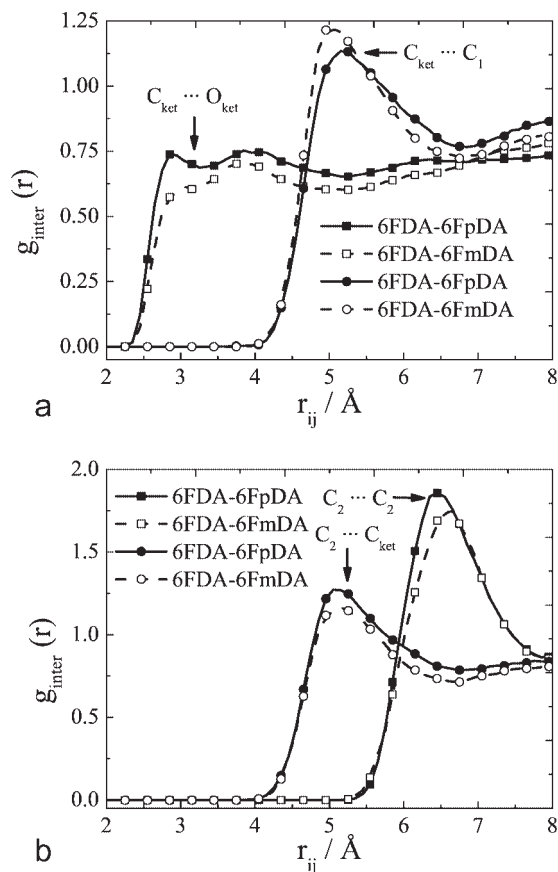 1.25
1.00
0.75
0.50
0.25
0.00
g_inter (r)
C_ket ··· C_1
C_ket ··· O_ket
6FDA-6FpDA
6FDA-6FmDA
6FDA-6FpDA
6FDA-6FmDA
2 3 4 5 6 7 8
a
r_ij / Å
2.0
1.5
1.0
0.5
0.0
g_inter (r)
6FDA-6FpDA
6FDA-6FmDA
6FDA-6FpDA
6FDA-6FmDA
C_2 ··· C_2
C_2 ··· C_ket
2 3 4 5 6 7 8
b
r_ij / Å